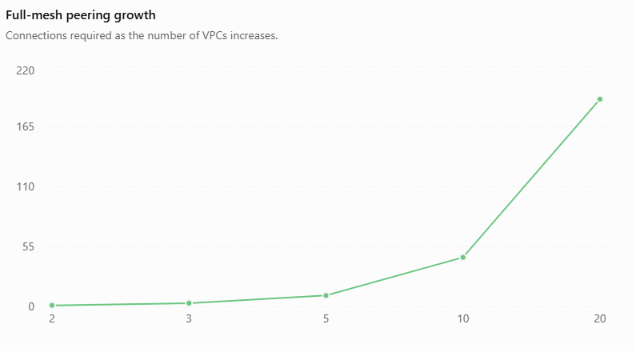 Full-mesh peering growth
Connections required as the number of VPCs increases.
220
165
110
55
0
2 3 5 10 20